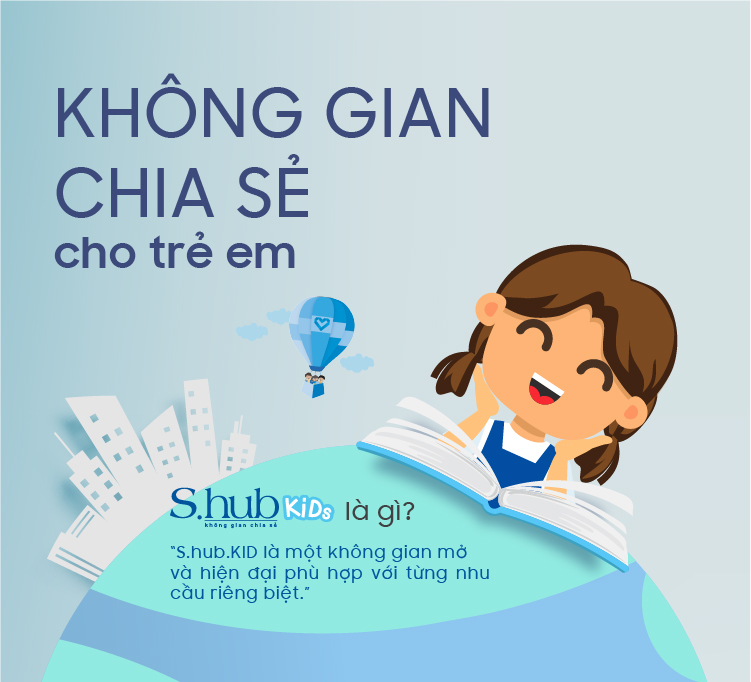 KHÔNG GIAN
CHIA SẺ
cho trẻ em
S.hub KiDs là gì?
không gian chia sẻ
“S.hub.KID là một không gian mở
và hiện đại phù hợp với từng nhu
cầu riêng biệt.”